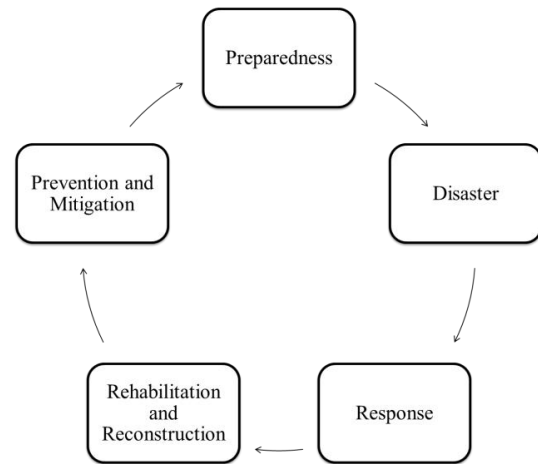 Preparedness
Disaster
Response
Rehabilitation
and
Reconstruction
Prevention and
Mitigation